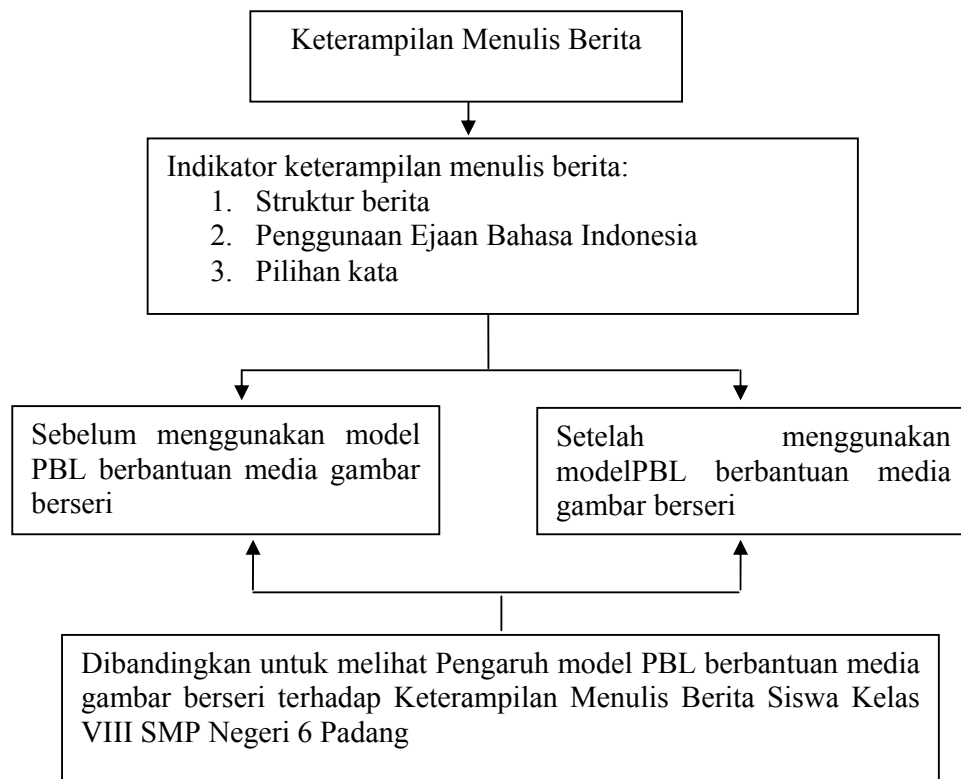 Keterampilan Menulis Berita
Indikator keterampilan menulis berita:
1. Struktur berita
2. Penggunaan Ejaan Bahasa Indonesia
3. Pilihan kata
Sebelum menggunakan model
PBL berbantuan media gambar
berseri
Setelah menggunakan
modelPBL berbantuan media
gambar berseri
Dibandingkan untuk melihat Pengaruh model PBL berbantuan media
gambar berseri terhadap Keterampilan Menulis Berita Siswa Kelas
VIII SMP Negeri 6 Padang